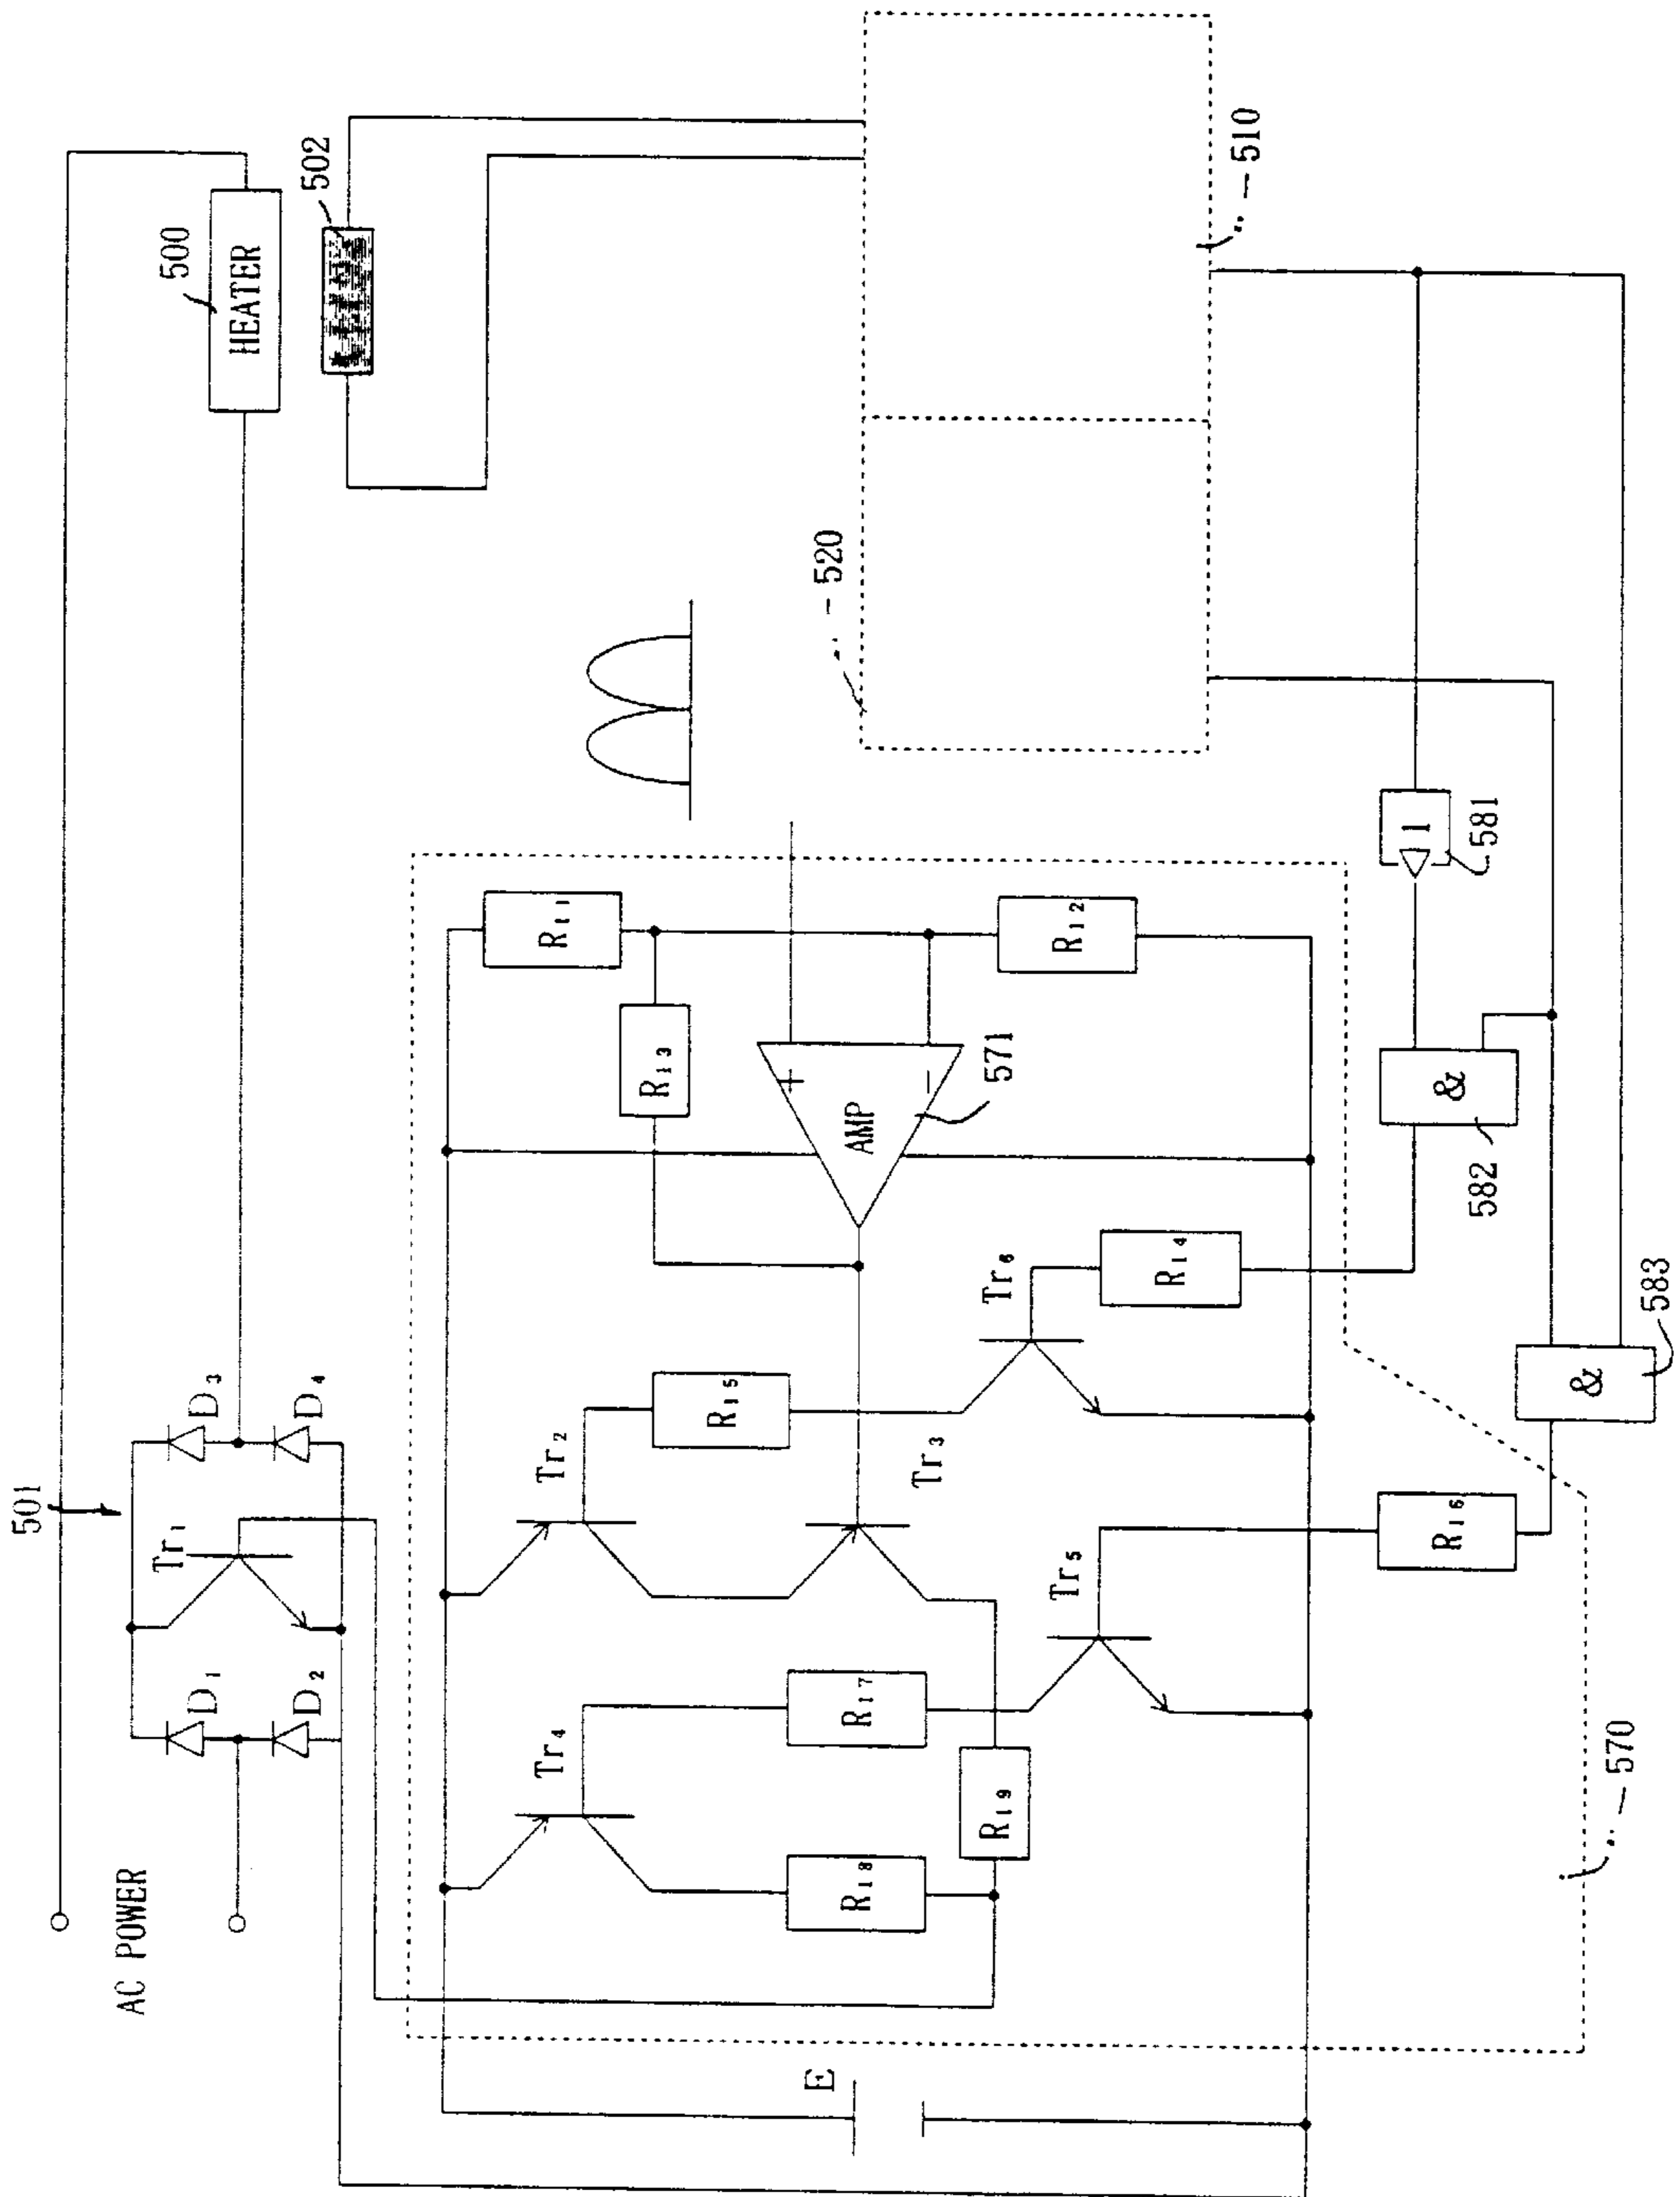 AC POWER
501
D₁
D₂
Tr₁
D₃
D₄
500
HEATER
502
E
Tr₄
R₁₈
R₁₇
R₁₉
Tr₅
R₁₆
Tr₂
R₁₅
Tr₃
Tr₆
R₁₄
R₁₃
R₁₁
R₁₂
+
−
AMP
571
570
520
510
1
581
&
582
&
583